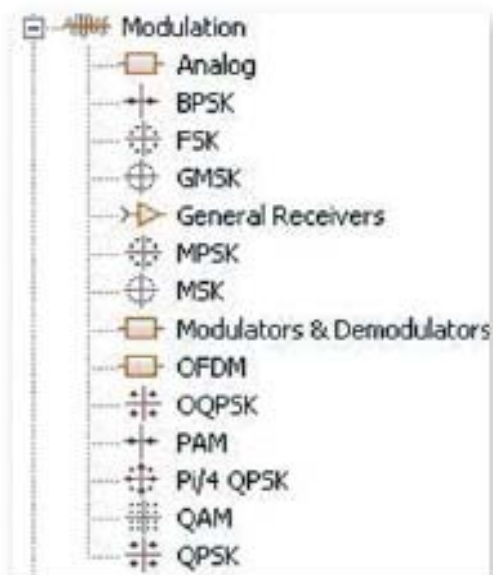 Modulation
Analog
BPSK
FSK
GMSK
General Receivers
MPSK
MSK
Modulators & Demodulators
OFDM
OQPSK
PAM
Pi/4 QPSK
QAM
QPSK